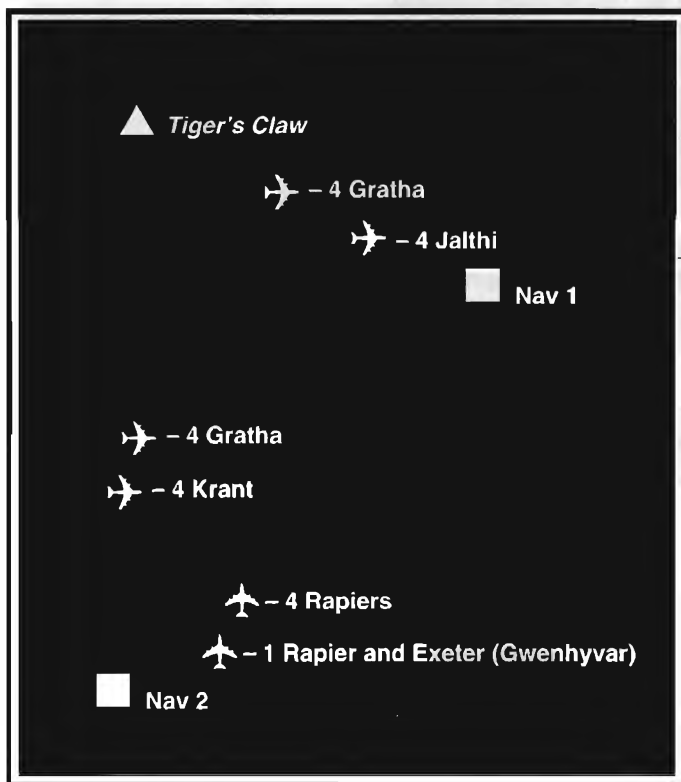 Tiger's Claw
– 4 Gratha
– 4 Jalthi
Nav 1
– 4 Gratha
– 4 Krant
– 4 Rapiers
– 1 Rapier and Exeter (Gwenhyvar)
Nav 2